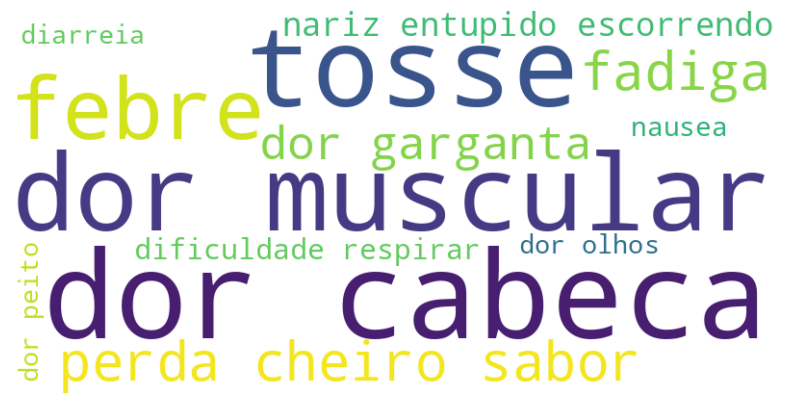 nariz entupido escorrendo
diarreia
tosse
fadiga
febre
nausea
dor garganta
dor muscular
dificuldade respirar
dor olhos
dor peito
dor cabeca
perda cheiro sabor